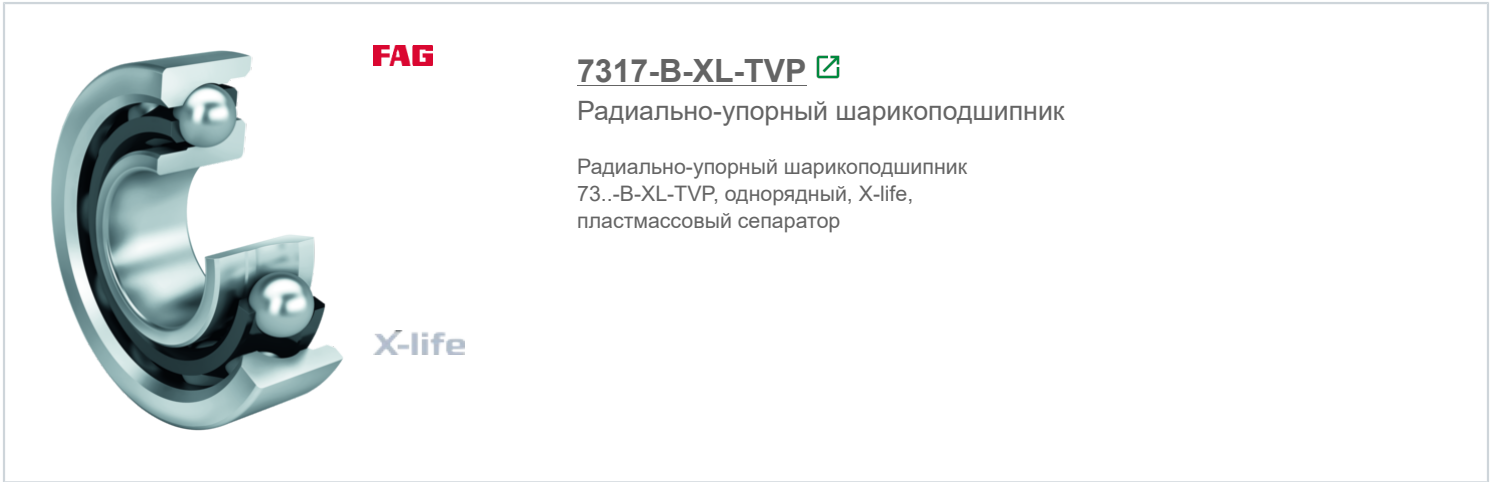 FAG
7317-B-XL-TVP
Радиально-упорный шарикоподшипник
Радиально-упорный шарикоподшипник
73..-B-XL-TVP, однорядный, X-life,
пластмассовый сепаратор
X-life